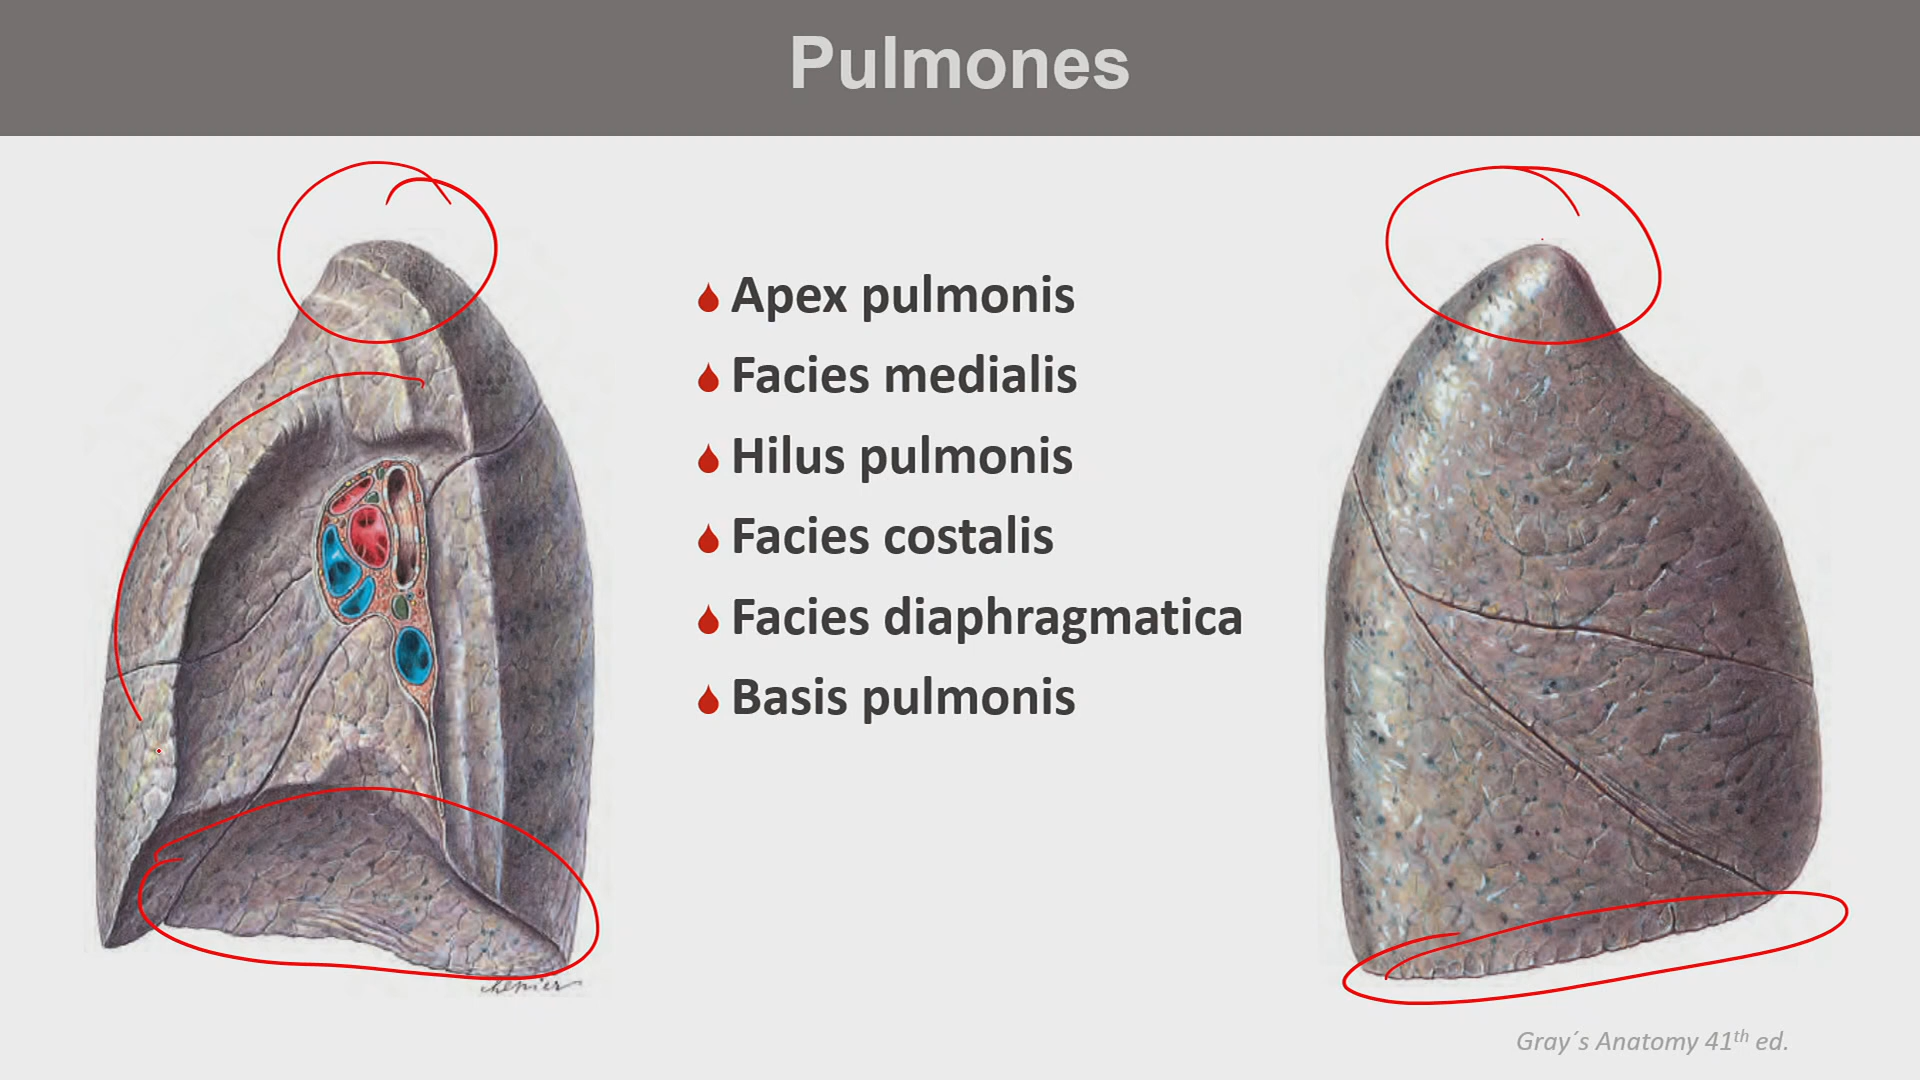 Pulmones
Apex pulmonis
Facies medialis
Hilus pulmonis
Facies costalis
Facies diaphragmatica
Basis pulmonis
Gray´s Anatomy 41th ed.